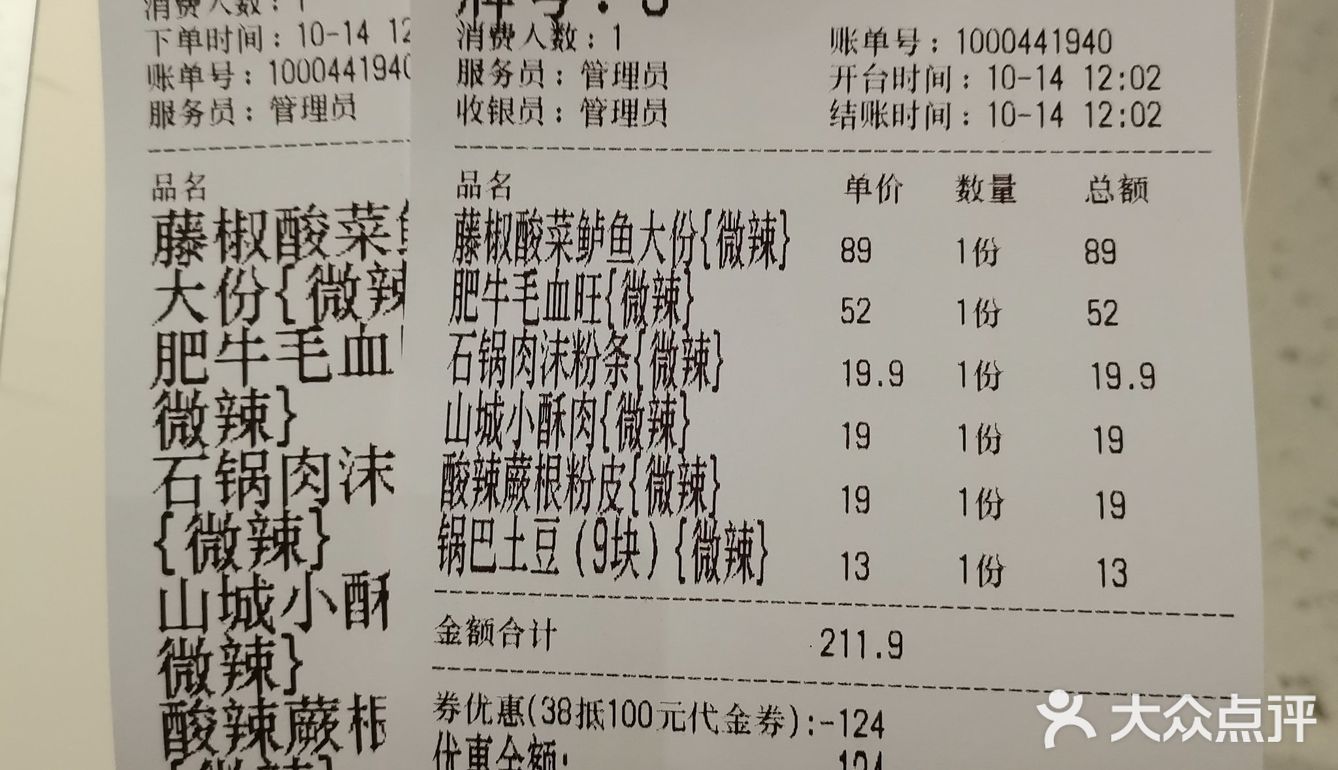 消费人数：1
下单时间：10-14 12
账单号：1000441940
服务员：管理员
品名
藤椒酸菜
大份{微辣
肥牛毛血
微辣}
石锅肉沫
{微辣}
山城小酥
微辣}
酸辣蕨根
牌号：
消费人数：1
账单号：1000441940
服务员：管理员 开台时间：10-14 12:02
收银员：管理员 结账时间：10-14 12:02
品名 单价 数量 总额
藤椒酸菜鲈鱼大份{微辣} 89 1份 89
肥牛毛血旺{微辣} 52 1份 52
石锅肉沫粉条{微辣} 19.9 1份 19.9
山城小酥肉{微辣} 19 1份 19
酸辣蕨根粉皮{微辣} 19 1份 19
锅巴土豆（9块）{微辣} 13 1份 13
金额合计 211.9
券优惠(38抵100元代金券):-124
优惠金额: 124
大众点评